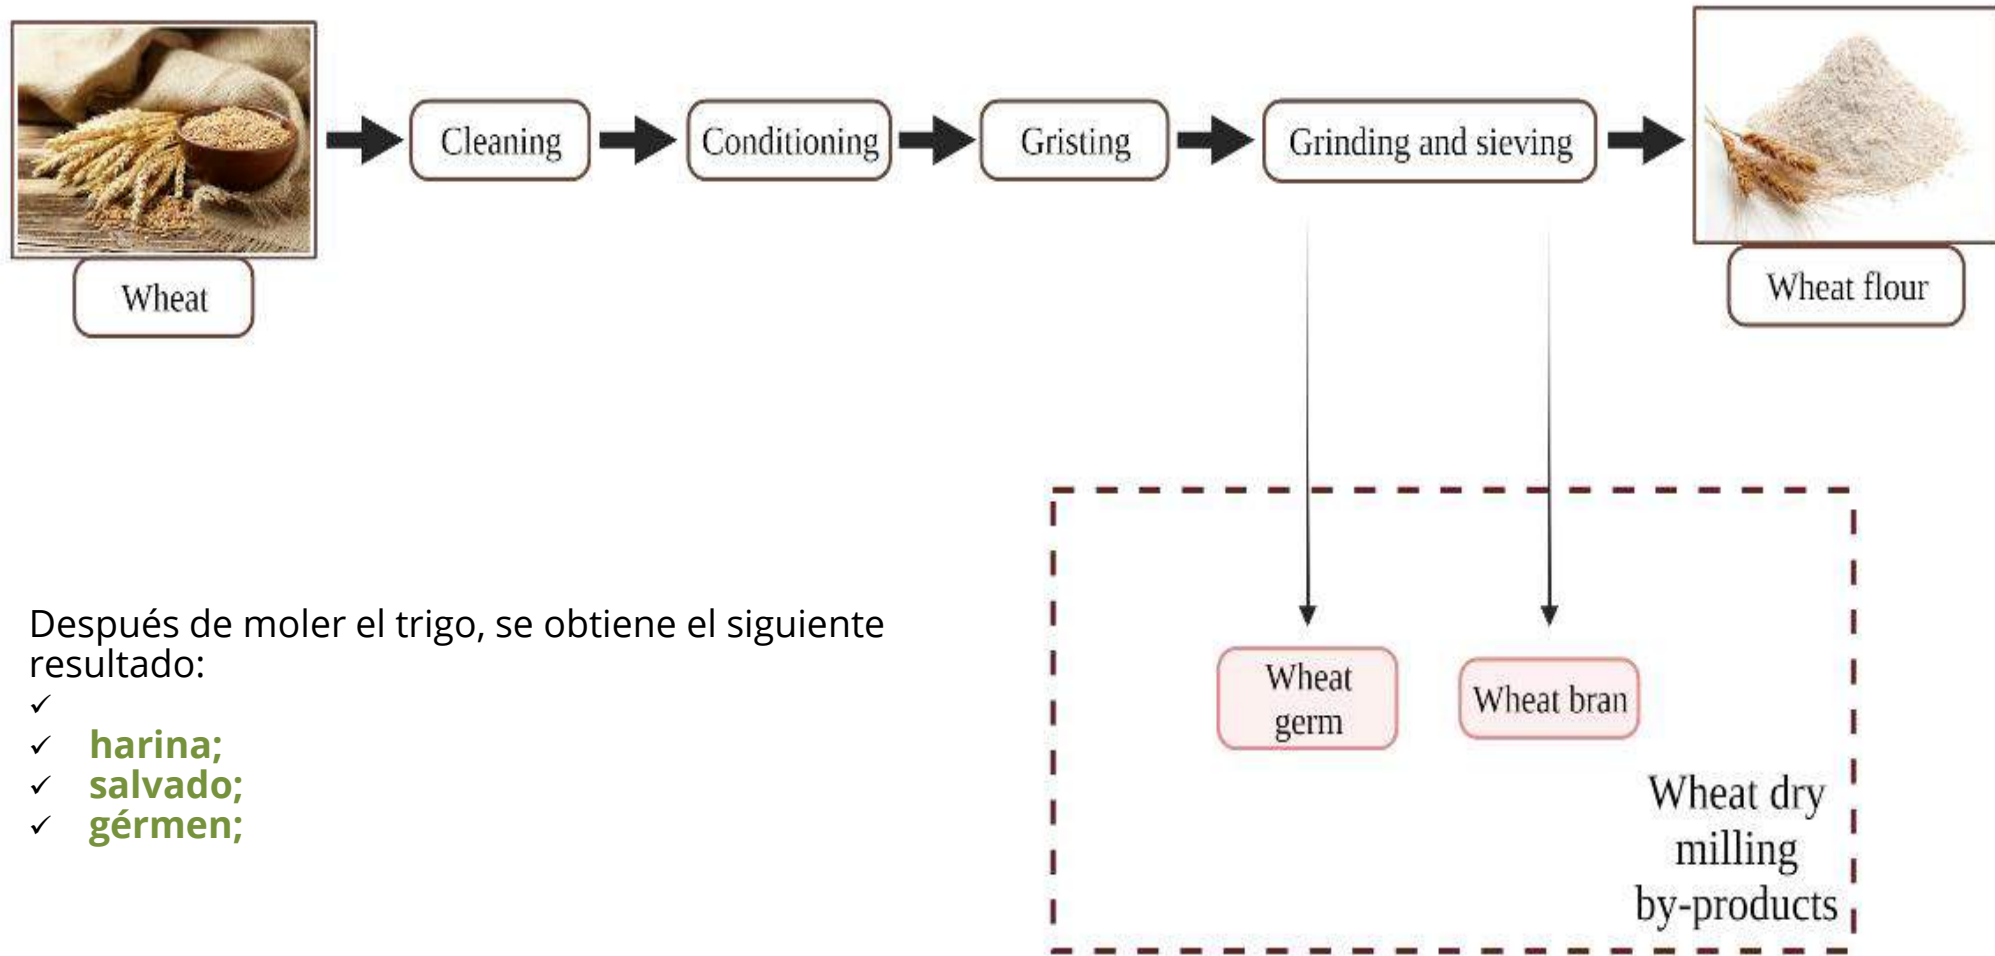 Cleaning
Conditioning
Gristing
Grinding and sieving
Wheat
Wheat flour
Después de moler el trigo, se obtiene el siguiente
resultado:
✓
✓ harina;
✓ salvado;
✓ gérmen;
Wheat
germ
Wheat bran
Wheat dry
milling
by-products